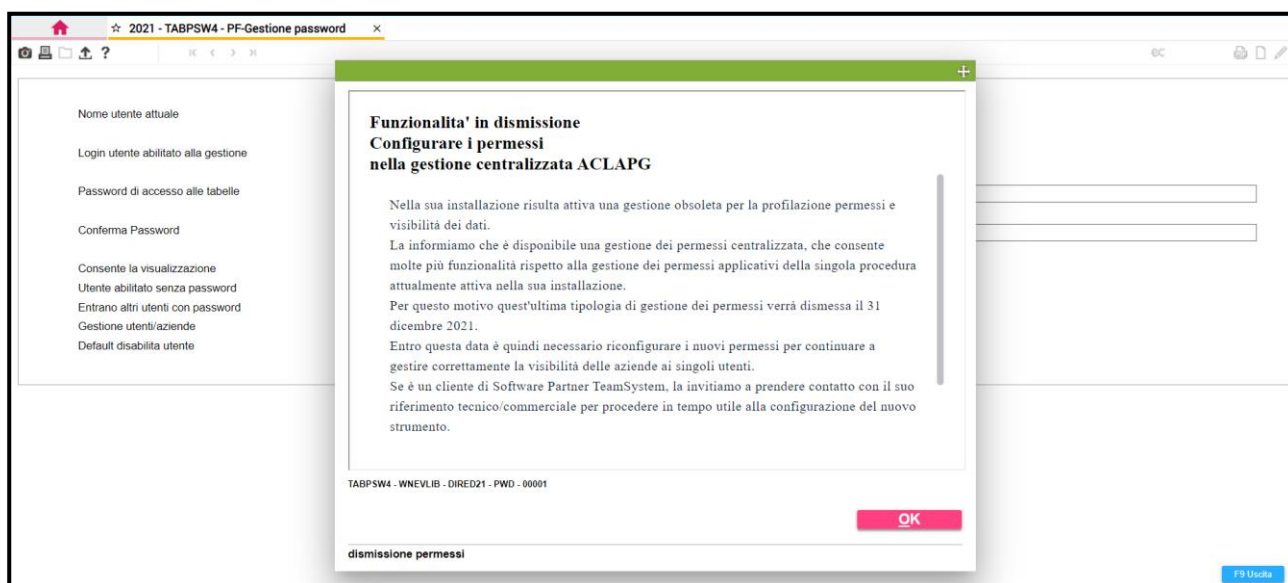 2021 - TABPSW4 - PF-Gestione password
?
Nome utente attuale
Login utente abilitato alla gestione
Password di accesso alle tabelle
Conferma Password
Consente la visualizzazione
Utente abilitato senza password
Entrano altri utenti con password
Gestione utenti/aziende
Default disabilita utente
Funzionalita' in dismissione
Configurare i permessi
nella gestione centralizzata ACLAPG
Nella sua installazione risulta attiva una gestione obsoleta per la profilazione permessi e
visibilità dei dati.
La informiamo che è disponibile una gestione dei permessi centralizzata, che consente
molte più funzionalità rispetto alla gestione dei permessi applicativi della singola procedura
attualmente attiva nella sua installazione.
Per questo motivo quest'ultima tipologia di gestione dei permessi verrà dismessa il 31
dicembre 2021.
Entro questa data è quindi necessario riconfigurare i nuovi permessi per continuare a
gestire correttamente la visibilità delle aziende ai singoli utenti.
Se è un cliente di Software Partner TeamSystem, la invitiamo a prendere contatto con il suo
riferimento tecnico/commerciale per procedere in tempo utile alla configurazione del nuovo
strumento.
TABPSW4 - WNEVLIB - DIRED21 - PWD - 00001
OK
dismissione permessi
F9 Uscita